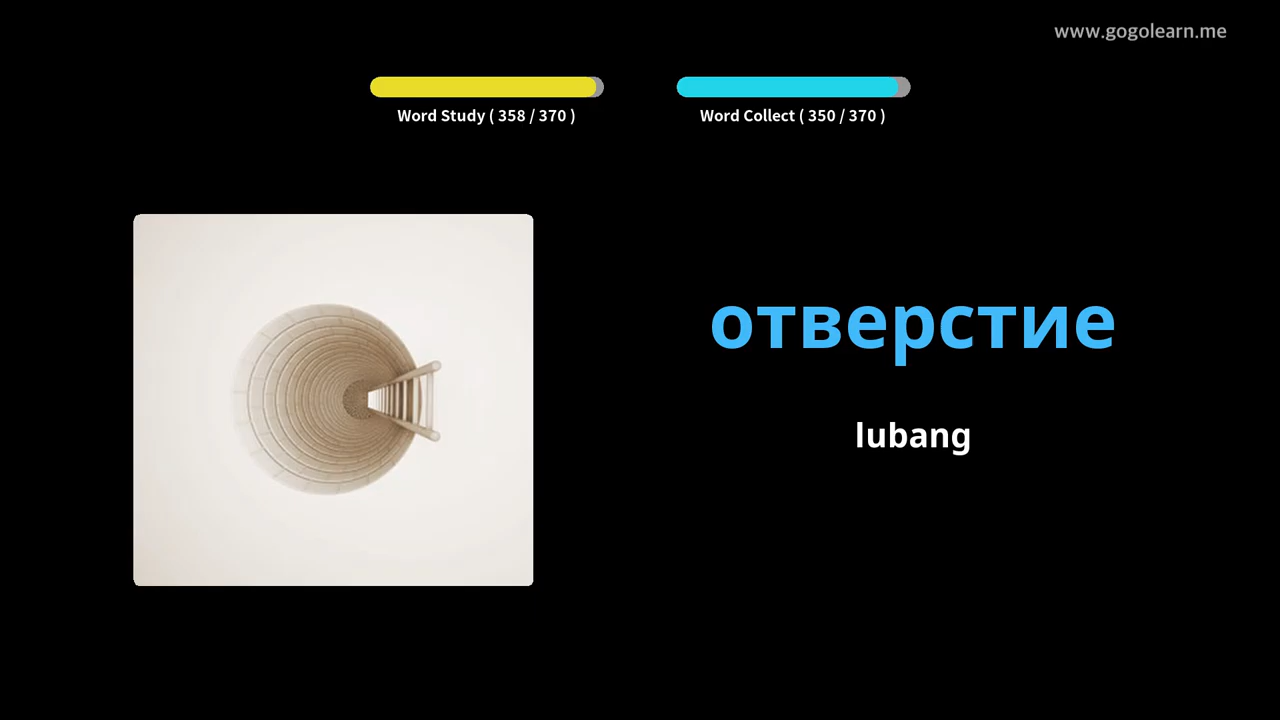 www.gogolearn.me
Word Study ( 358 / 370 )
Word Collect ( 350 / 370 )
отверстие
lubang